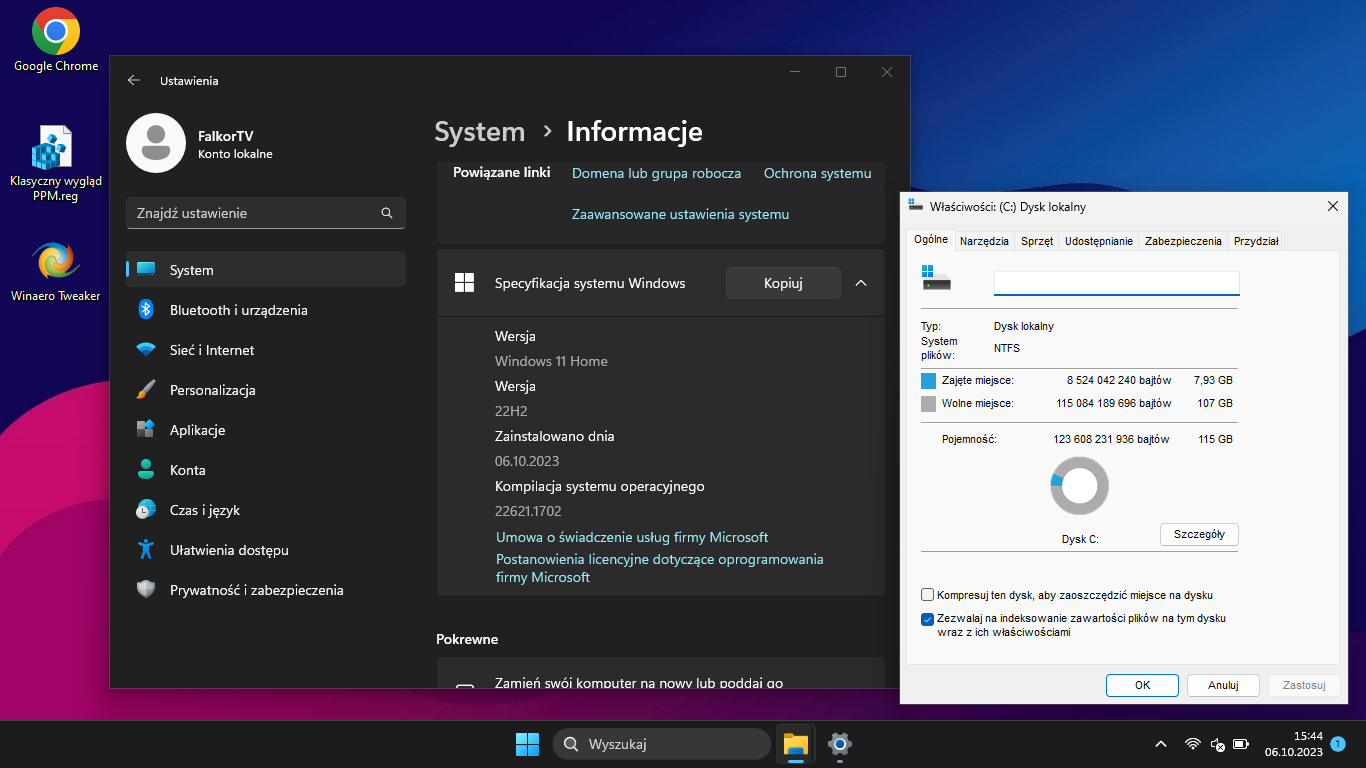 Google Chrome
Klasyczny wygląd
PPM.reg
Winaero Tweaker
Ustawienia
FalkorTV
Konto lokalne
Znajdź ustawienie
System
Bluetooth i urządzenia
Sieć i Internet
Personalizacja
Aplikacje
Konta
Czas i język
Ułatwienia dostępu
Prywatność i zabezpieczenia
System > Informacje
Powiązane linki Domena lub grupa robocza Ochrona systemu
Zaawansowane ustawienia systemu
Specyfikacja systemu Windows Kopiuj
Wersja
Windows 11 Home
Wersja
22H2
Zainstalowano dnia
06.10.2023
Kompilacja systemu operacyjnego
22621.1702
Umowa o świadczenie usług firmy Microsoft
Postanowienia licencyjne dotyczące oprogramowania
firmy Microsoft
Pokrewne
Zamień swój komputer na nowy lub poddaj go
Właściwości: (C:) Dysk lokalny
Ogólne Narzędzia Sprzęt Udostępnianie Zabezpieczenia Przydział
Typ: Dysk lokalny
System
plików: NTFS
Zajęte miejsce: 8 524 042 240 bajtów 7,93 GB
Wolne miejsce: 115 084 189 696 bajtów 107 GB
Pojemność: 123 608 231 936 bajtów 115 GB
Dysk C: Szczegóły
Kompresuj ten dysk, aby zaoszczędzić miejsce na dysku
Zezwalaj na indeksowanie zawartości plików na tym dysku
wraz z ich właściwościami
OK Anuluj Zastosuj
Wyszukaj
15:44
06.10.2023
1